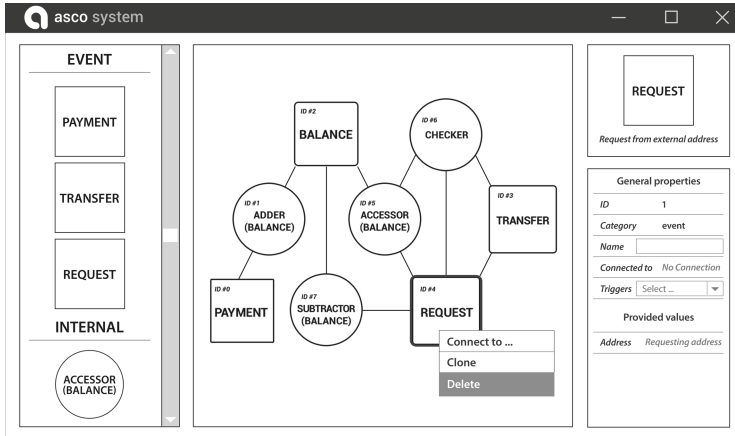 asco system
EVENT
PAYMENT
TRANSFER
REQUEST
INTERNAL
ACCESSOR
(BALANCE)
ID #2
BALANCE
ID #6
CHECKER
ID #1
ADDER
(BALANCE)
ID #5
ACCESSOR
(BALANCE)
ID #3
TRANSFER
ID #0
PAYMENT
ID #7
SUBTRACTOR
(BALANCE)
ID #4
REQUEST
Connect to ...
Clone
Delete
REQUEST
Request from external address
General properties
ID 1
Category event
Name
Connected to No Connection
Triggers Select ...
Provided values
Address Requesting address